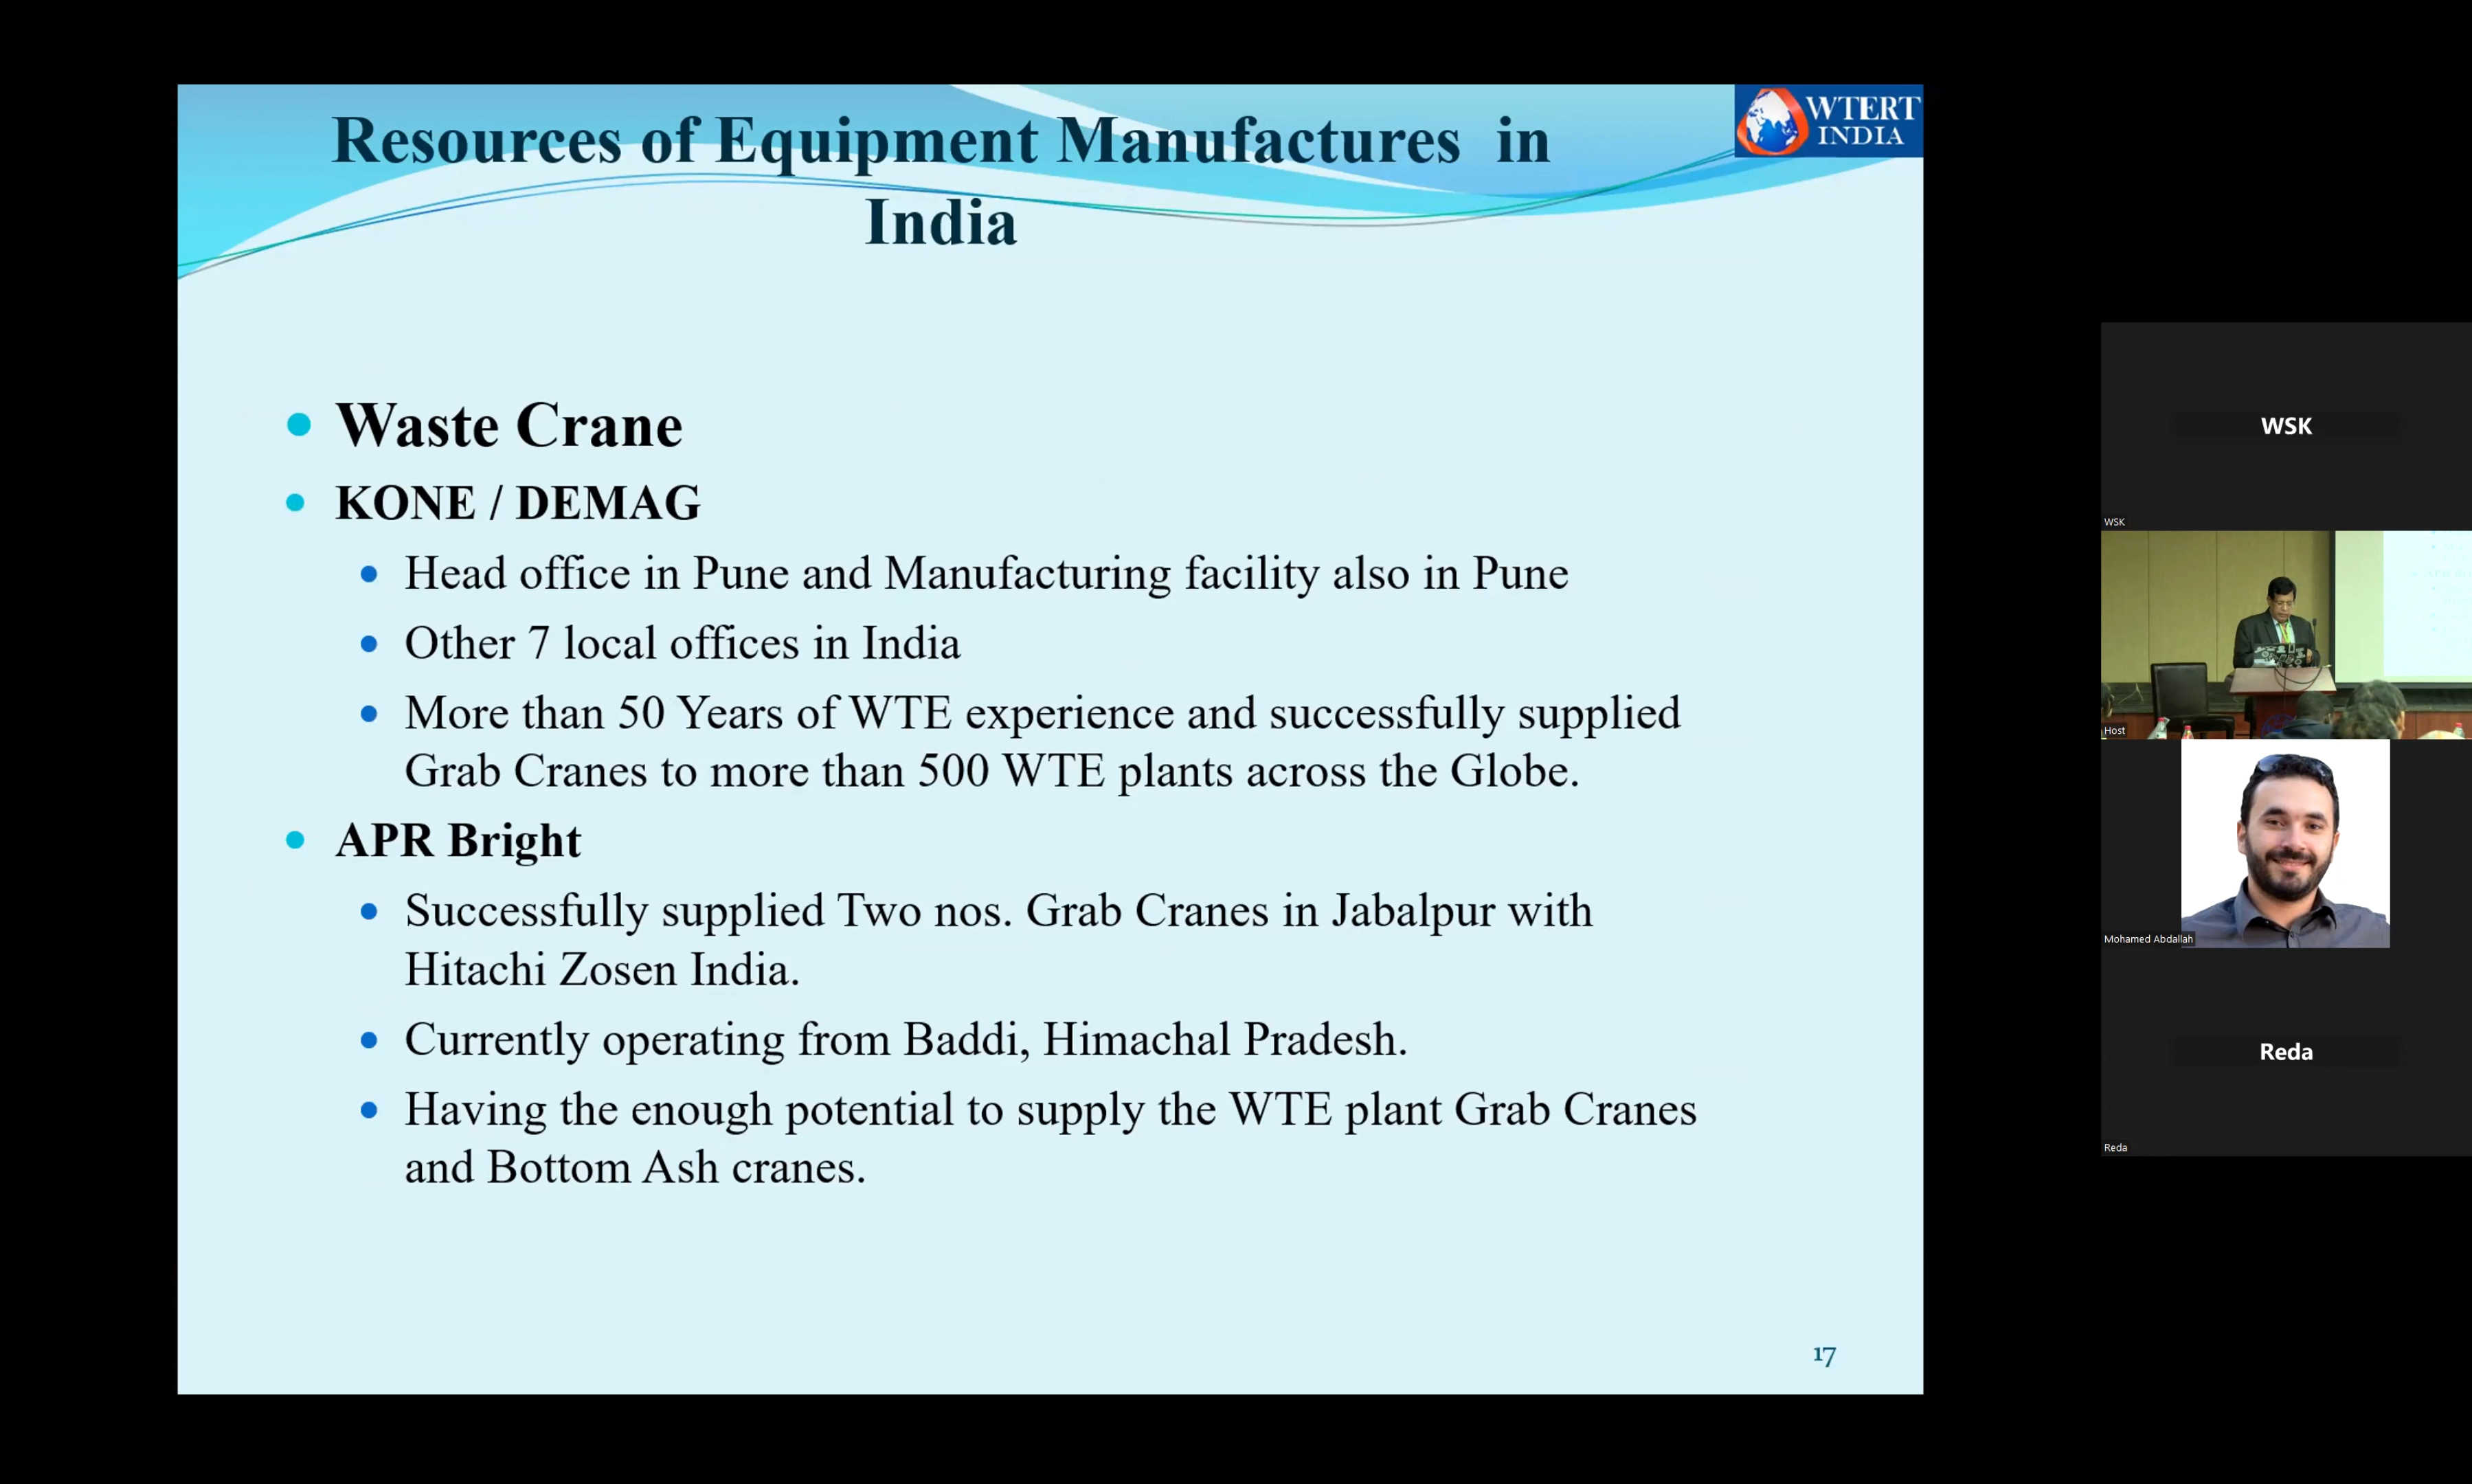 Resources of Equipment Manufactures in
India
WTERT
INDIA
Waste Crane
KONE / DEMAG
Head office in Pune and Manufacturing facility also in Pune
Other 7 local offices in India
More than 50 Years of WTE experience and successfully supplied
Grab Cranes to more than 500 WTE plants across the Globe.
APR Bright
Successfully supplied Two nos. Grab Cranes in Jabalpur with
Hitachi Zosen India.
Currently operating from Baddi, Himachal Pradesh.
Having the enough potential to supply the WTE plant Grab Cranes
and Bottom Ash cranes.
17
WSK
WSK
Host
Mohamed Abdallah
Reda
Reda